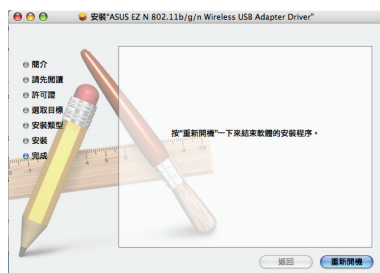 安裝"ASUS EZ N 802.11b/g/n Wireless USB Adapter Driver"
簡介
請先閱讀
許可證
選取目標
安裝類型
安裝
完成
按"重新開機"一下來結束軟體的安裝程序。
返回
重新開機